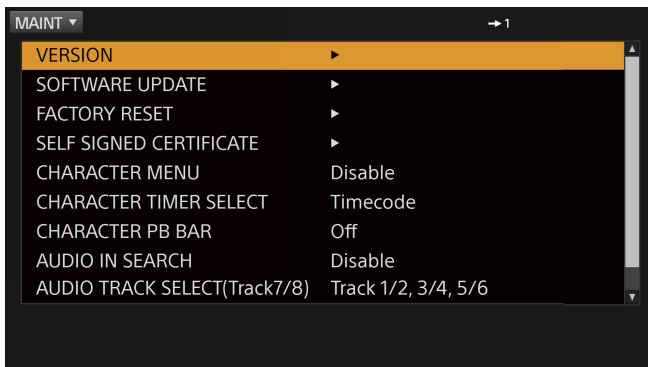 MAINT ▼ ➔1
VERSION ►
SOFTWARE UPDATE ►
FACTORY RESET ►
SELF SIGNED CERTIFICATE ►
CHARACTER MENU Disable
CHARACTER TIMER SELECT Timecode
CHARACTER PB BAR Off
AUDIO IN SEARCH Disable
AUDIO TRACK SELECT(Track7/8) Track 1/2, 3/4, 5/6